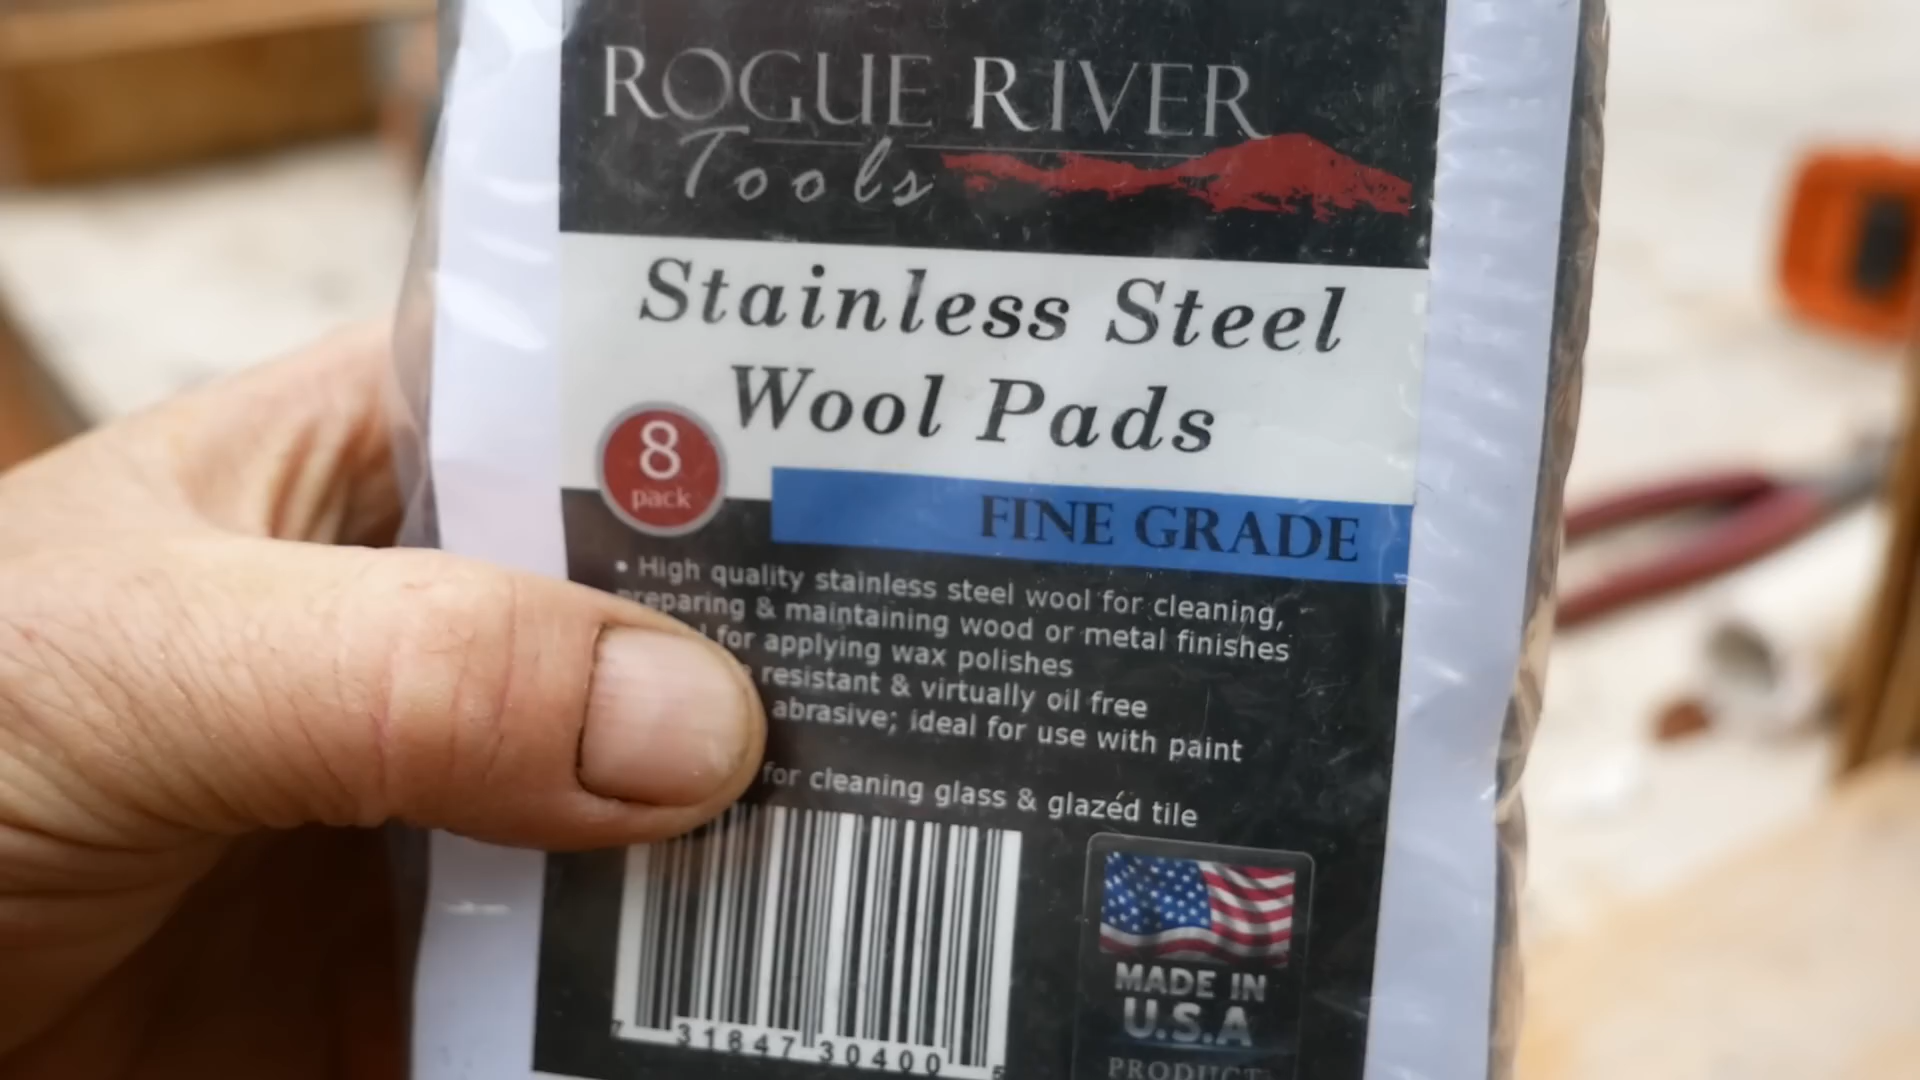 ROGUE RIVER
Tools
Stainless Steel
Wool Pads
8
pack
FINE GRADE
• High quality stainless steel wool for cleaning,
preparing & maintaining wood or metal finishes
for applying wax polishes
resistant & virtually oil free
abrasive; ideal for use with paint
for cleaning glass & glazed tile
7 31847 30400 5
MADE IN
U.S.A
PRODUCT